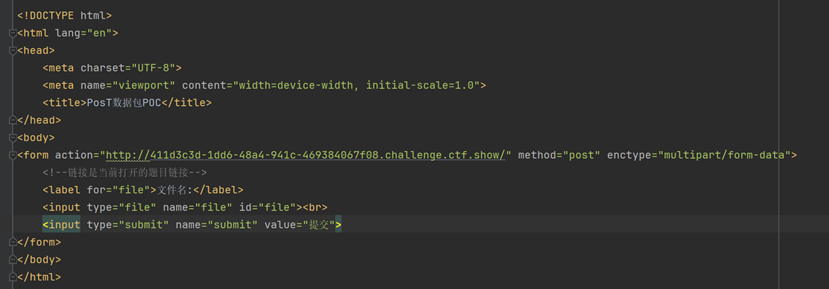 <!DOCTYPE html>
<html lang="en">
<head>
    <meta charset="UTF-8">
    <meta name="viewport" content="width=device-width, initial-scale=1.0">
    <title>PosT数据包POC</title>
</head>
<body>
<form action="http://411d3c3d-1dd6-48a4-941c-469384067f08.challenge.ctf.show/" method="post" enctype="multipart/form-data">
    <!--链接是当前打开的题目链接-->
    <label for="file">文件名:</label>
    <input type="file" name="file" id="file"><br>
    <input type="submit" name="submit" value="提交">
</form>
</body>
</html>